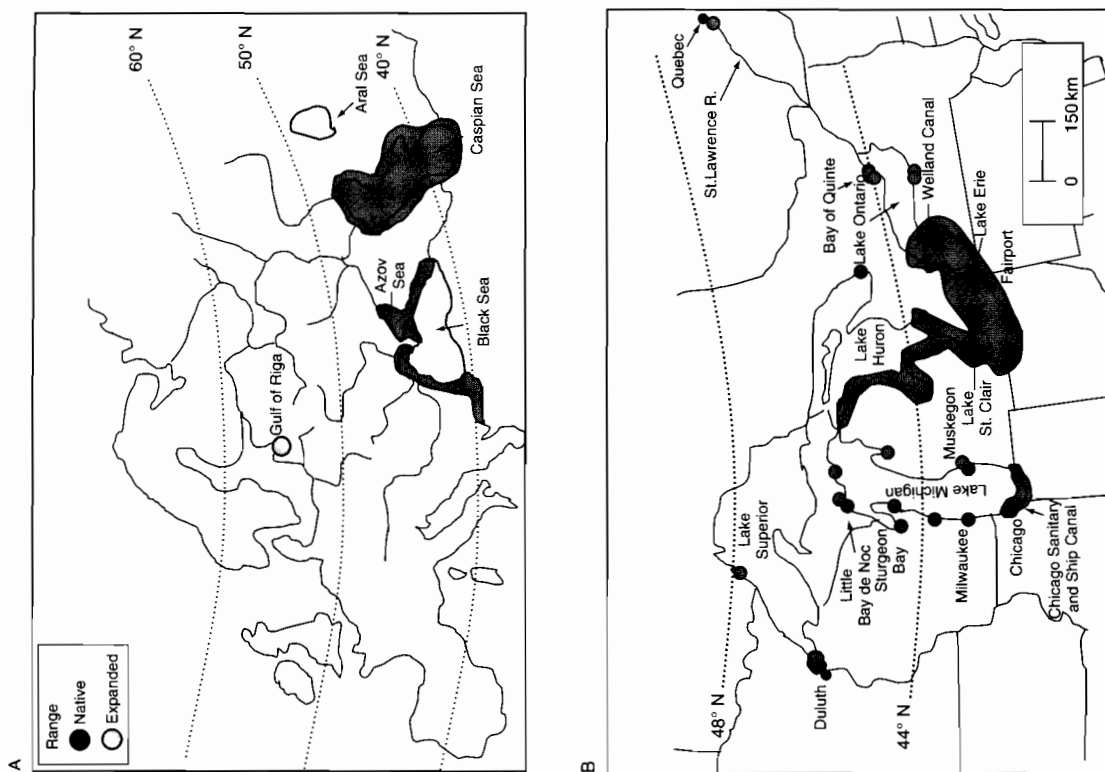 A
Range
Native
Expanded
60° N
50° N
40° N
Aral Sea
Caspian Sea
Azov
Sea
Black Sea
Gulf of Riga
B
48° N
44° N
Quebec
St.Lawrence R.
Bay of Quinte
Lake Ontario
Welland Canal
Lake Erie
Fairport
Lake
Huron
Lake
St. Clair
Muskegon
Lake Michigan
Lake
Superior
Little
Bay de Noc
Sturgeon
Bay
Milwaukee
Chicago
Chicago Sanitary
and Ship Canal
Duluth
0 150 km